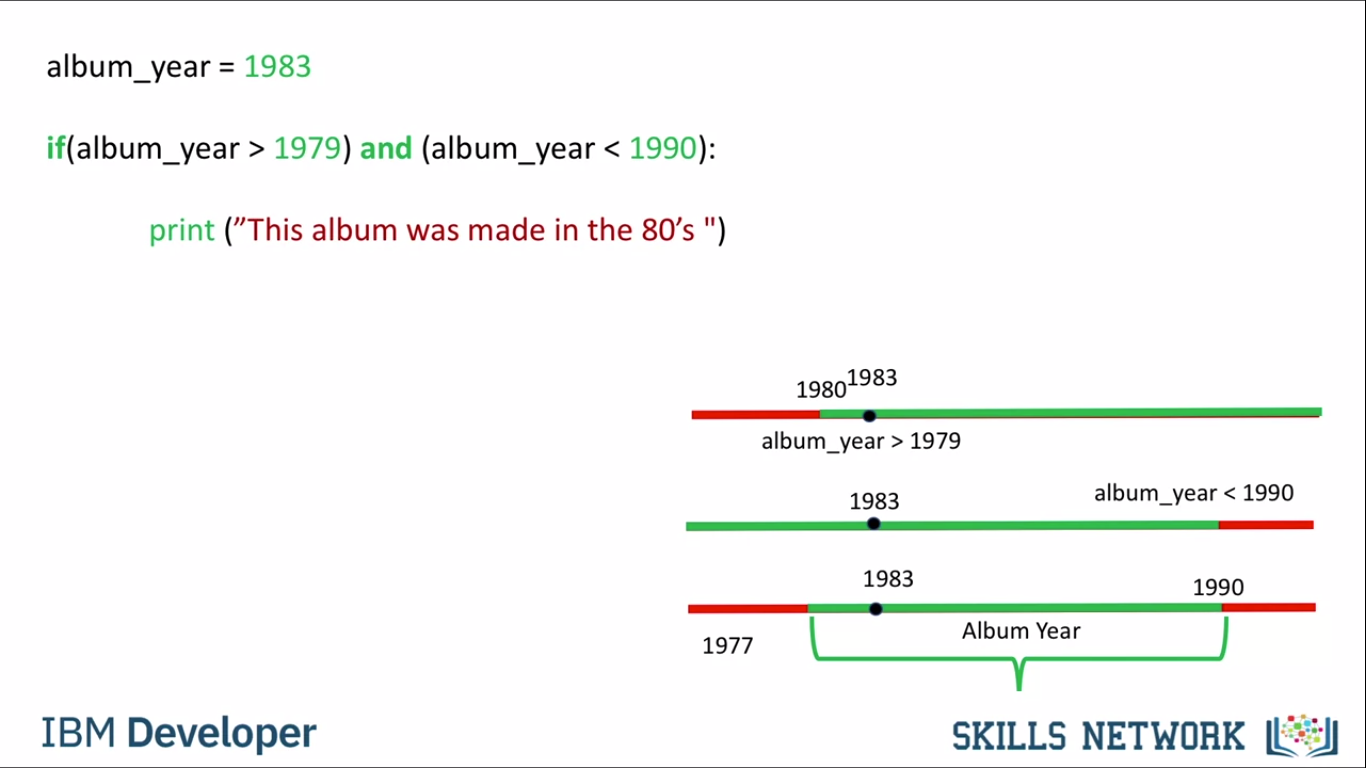 album_year = 1983
if(album_year > 1979) and (album_year < 1990):
print (”This album was made in the 80’s ")
1980
1983
album_year > 1979
album_year < 1990
1983
1983
1990
Album Year
1977
IBM Developer
SKILLS NETWORK